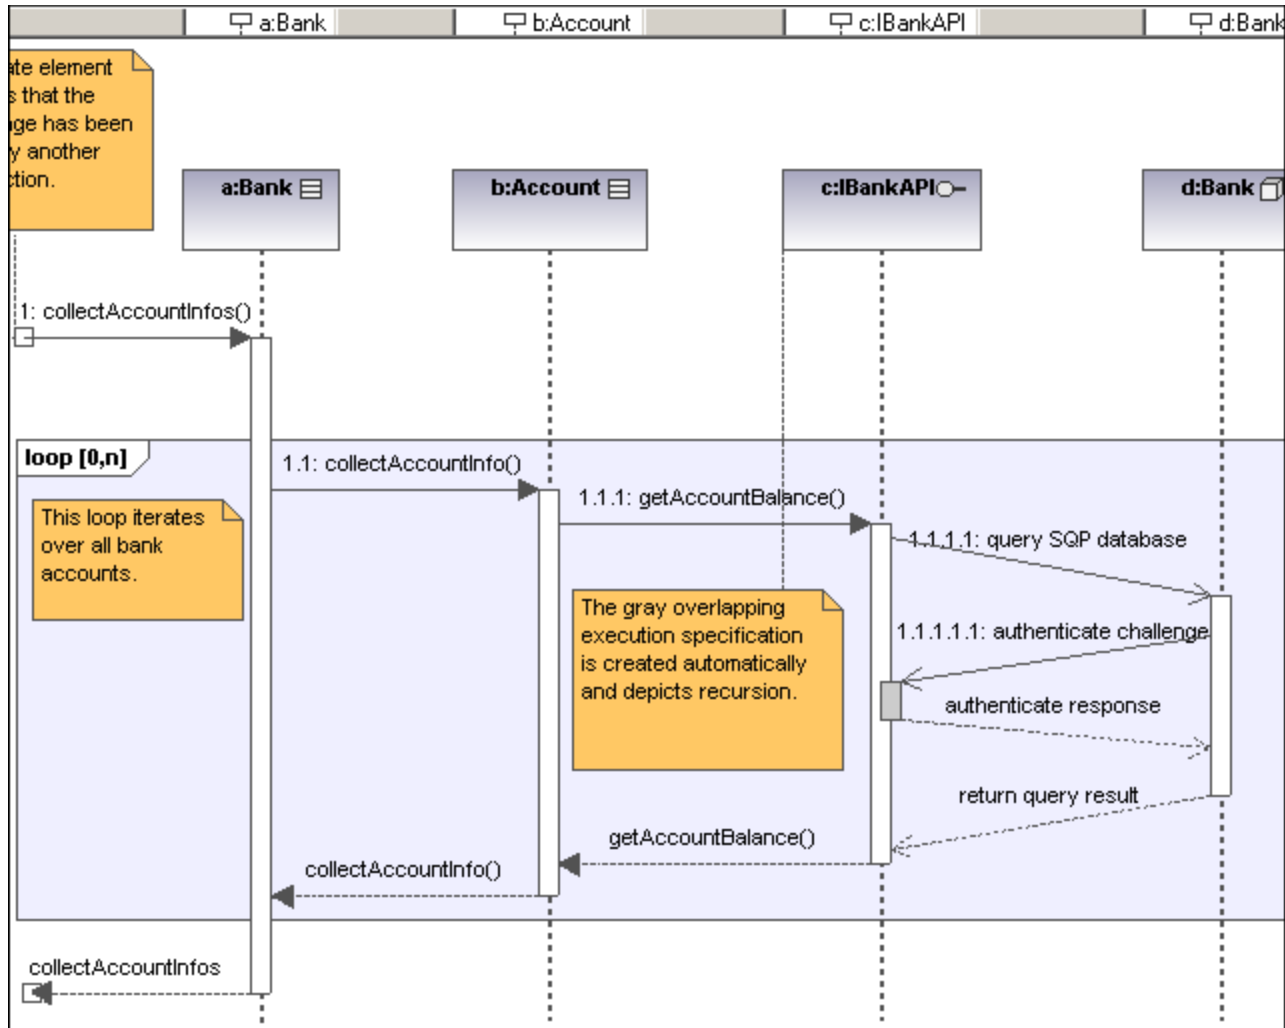 a:Bank b:Account c:IBankAPI d:Bank
ate element
s that the
age has been
y another
ction.
a:Bank b:Account c:IBankAPI d:Bank
1: collectAccountInfos()
loop [0,n]
1.1: collectAccountInfo()
1.1.1: getAccountBalance()
This loop iterates
over all bank
accounts.
1.1.1.1: query SQP database
The gray overlapping
execution specification
is created automatically
and depicts recursion.
1.1.1.1.1: authenticate challenge
authenticate response
return query result
getAccountBalance()
collectAccountInfo()
collectAccountInfos